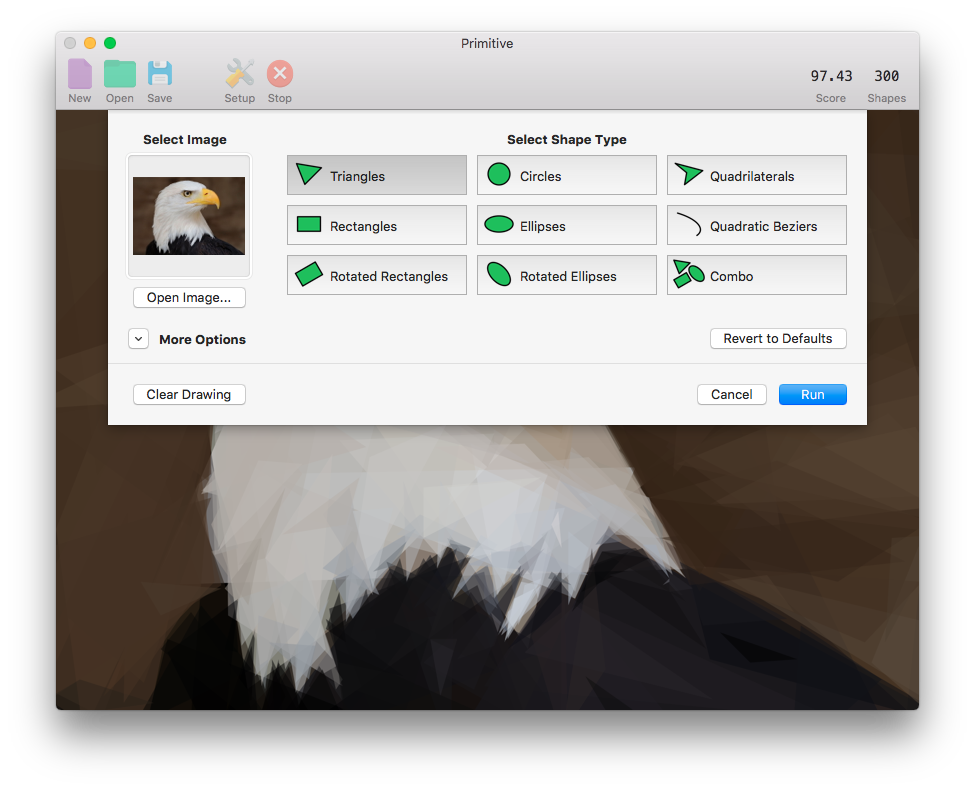 Primitive
New Open Save Setup Stop
97.43 300
Score Shapes
Select Image
Select Shape Type
Triangles Circles Quadrilaterals
Rectangles Ellipses Quadratic Beziers
Rotated Rectangles Rotated Ellipses Combo
Open Image...
More Options
Revert to Defaults
Clear Drawing
Cancel
Run